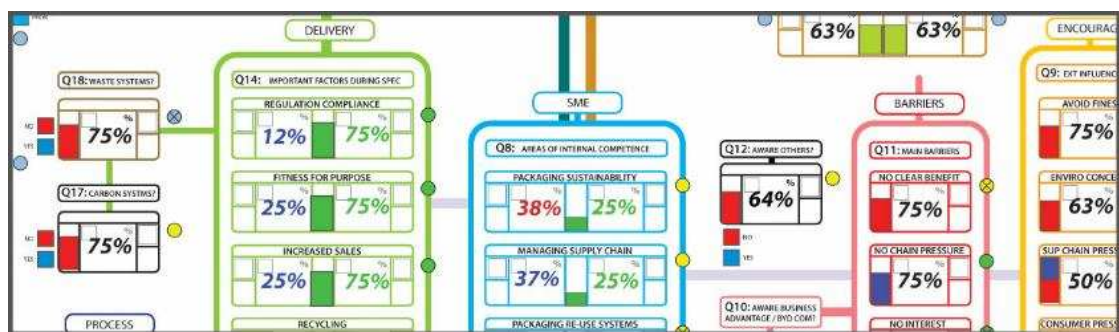 63%
63%
DELIVERY
ENCOURAG
Q18: WASTE SYSTEMS?
%
75%
NO
YES
Q17: CARBON SYSTMS?
%
75%
NO
YES
PROCESS
Q14: IMPORTANT FACTORS DURING SPEC
REGULATION COMPLIANCE
% %
12% 75%
FITNESS FOR PURPOSE
% %
25% 75%
INCREASED SALES
% %
25% 75%
RECYCLING
SME
Q8: AREAS OF INTERNAL COMPETENCE
PACKAGING SUSTAINABILITY
% %
38% 25%
MANAGING SUPPLY CHAIN
% %
37% 25%
PACKAGING RE-USE SYSTEMS
Q12: AWARE OTHERS?
%
64%
NO
YES
Q10: AWARE BUSINESS
ADVANTAGE / BYD COM?
BARRIERS
Q11: MAIN BARRIERS
NO CLEAR BENEFIT
%
75%
NO CHAIN PRESSURE
%
75%
NO INTEREST
Q9: EXT INFLUENC
AVOID FINES
75%
ENVIRO CONCE
63%
SUP CHAIN PRESS
50%
CONSUMER PRES